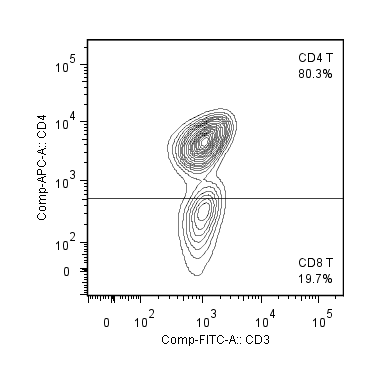 CD4 T
80.3%
10^5
10^4
10^3
10^2
0
Comp-APC-A:: CD4
CD8 T
19.7%
0 10^2 10^3 10^4 10^5
Comp-FITC-A:: CD3